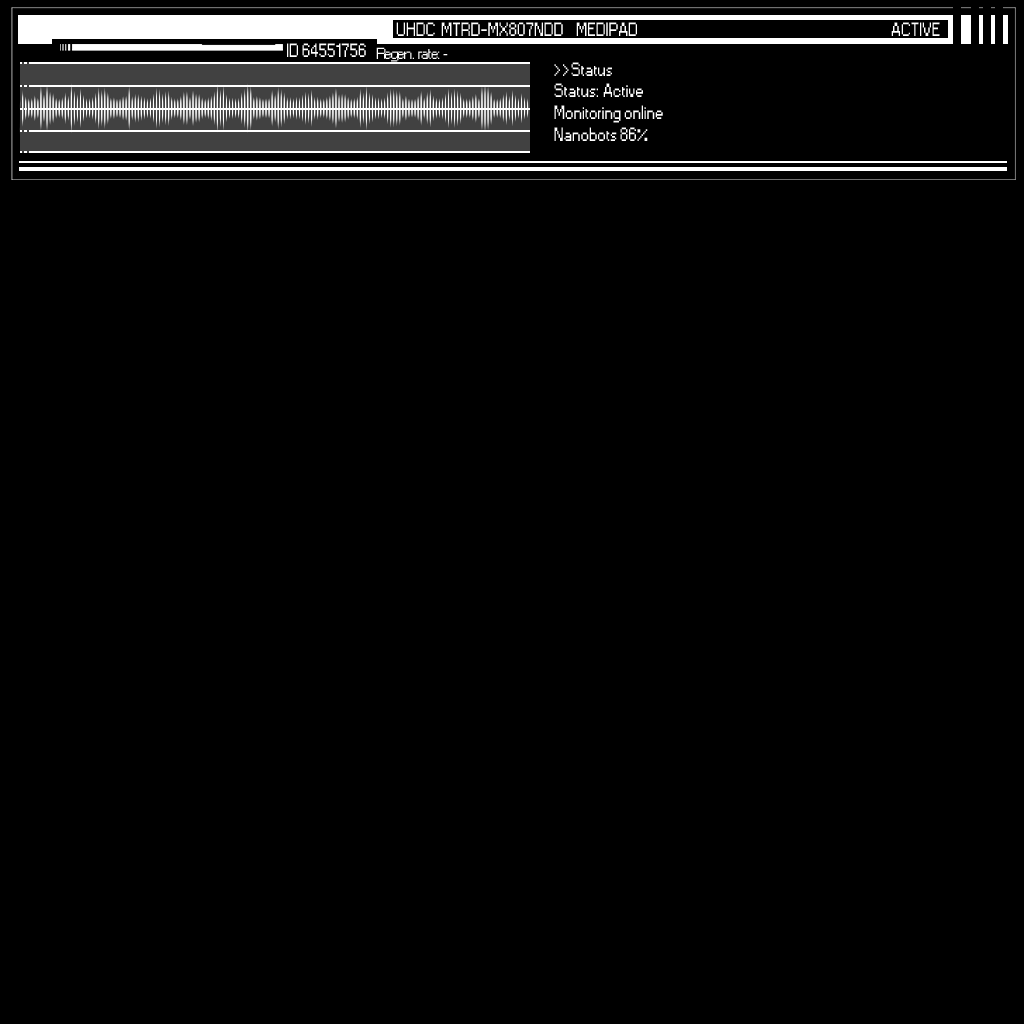 UHDC MTRD-MX807NDD MEDIPAD ACTIVE
ID 64551756 Regen. rate: -
>>Status
Status: Active
Monitoring online
Nanobots 86%